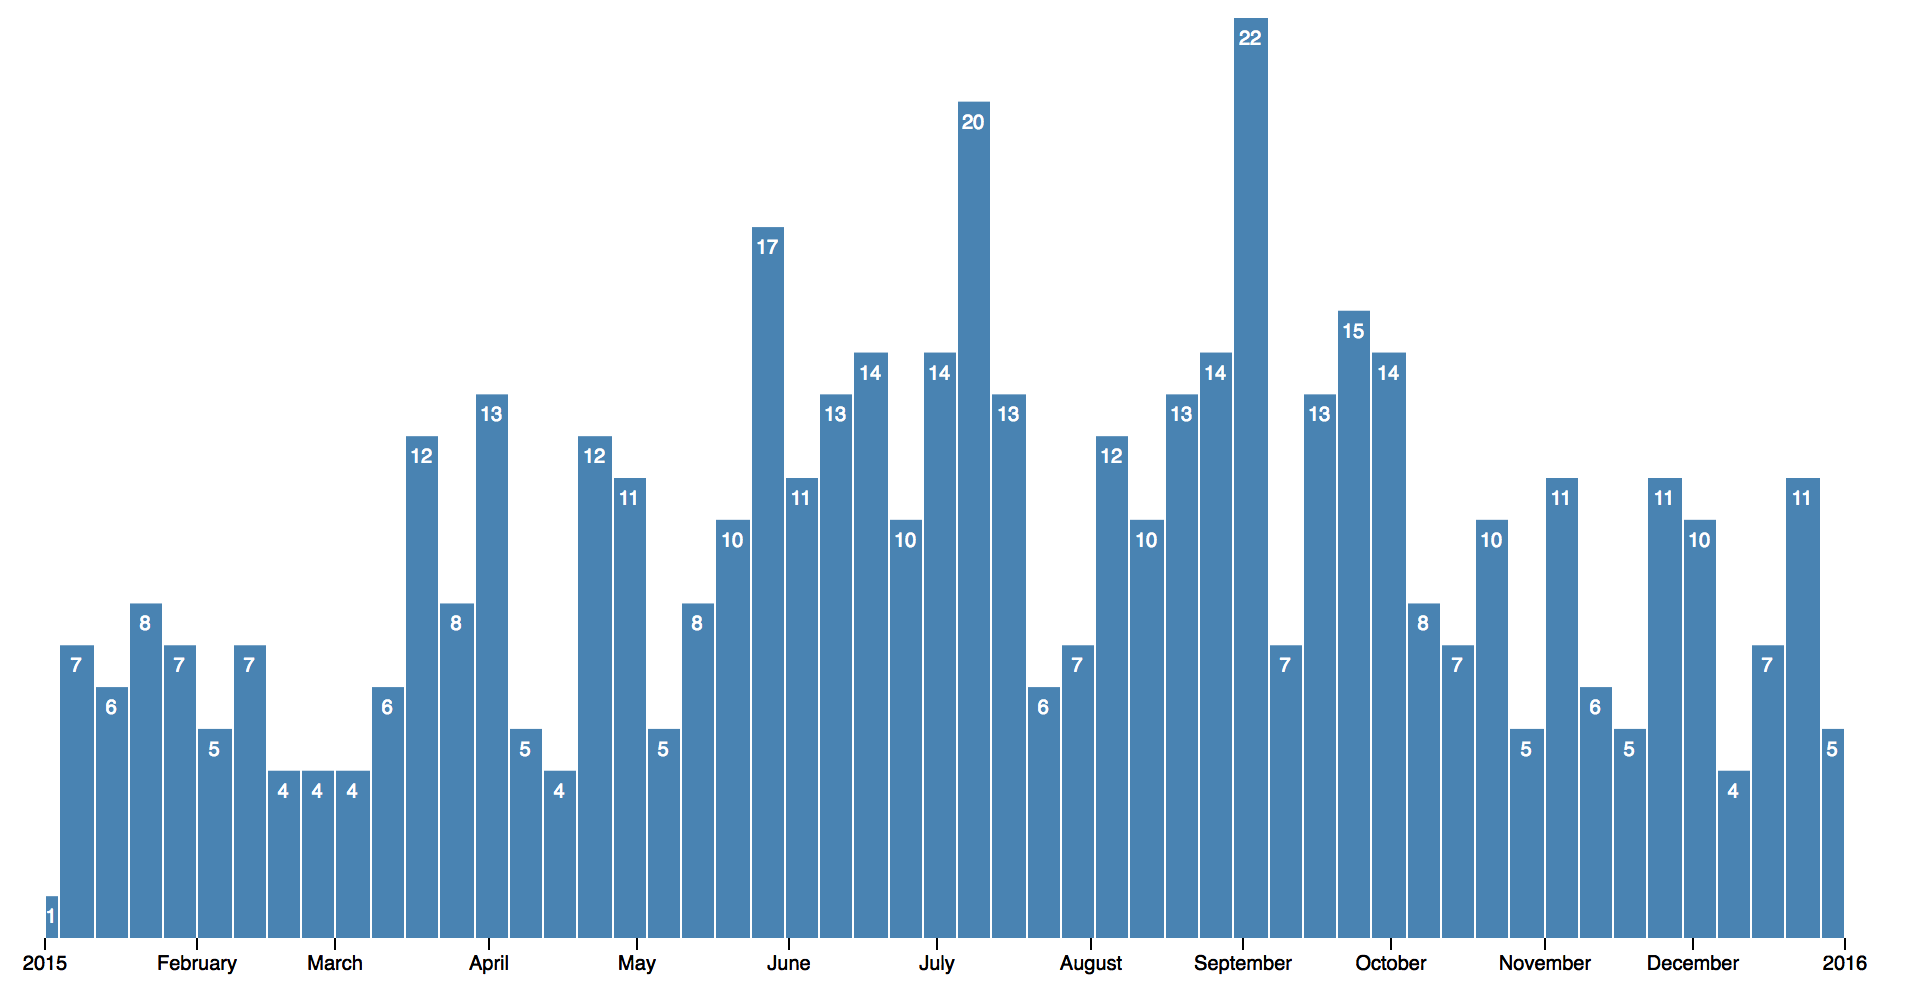 22
20
17
15
14 14 14 14
13 13 13 13 13
12 12 12
11 11 11 11 11
10 10 10 10 10
8 8 8 8
7 7 7 7 7 7 7
6 6 6 6
5 5 5 5 5 5
4 4 4 4 4
1
2015 February March April May June July August September October November December 2016